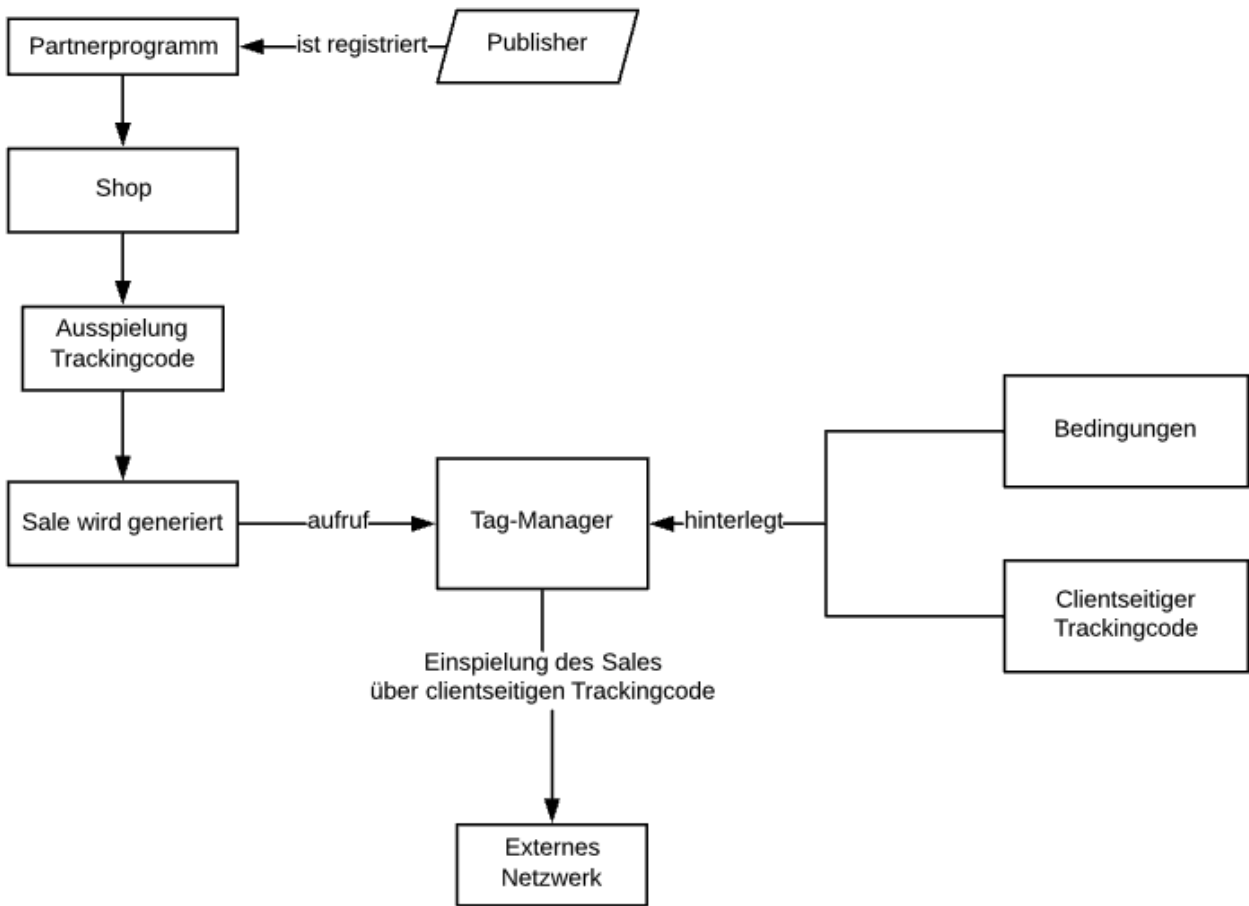 Partnerprogramm
ist registriert
Publisher
Shop
Ausspielung
Trackingcode
Sale wird generiert
aufruf
Tag-Manager
hinterlegt
Bedingungen
Clientseitiger
Trackingcode
Einspielung des Sales
über clientseitigen Trackingcode
Externes
Netzwerk